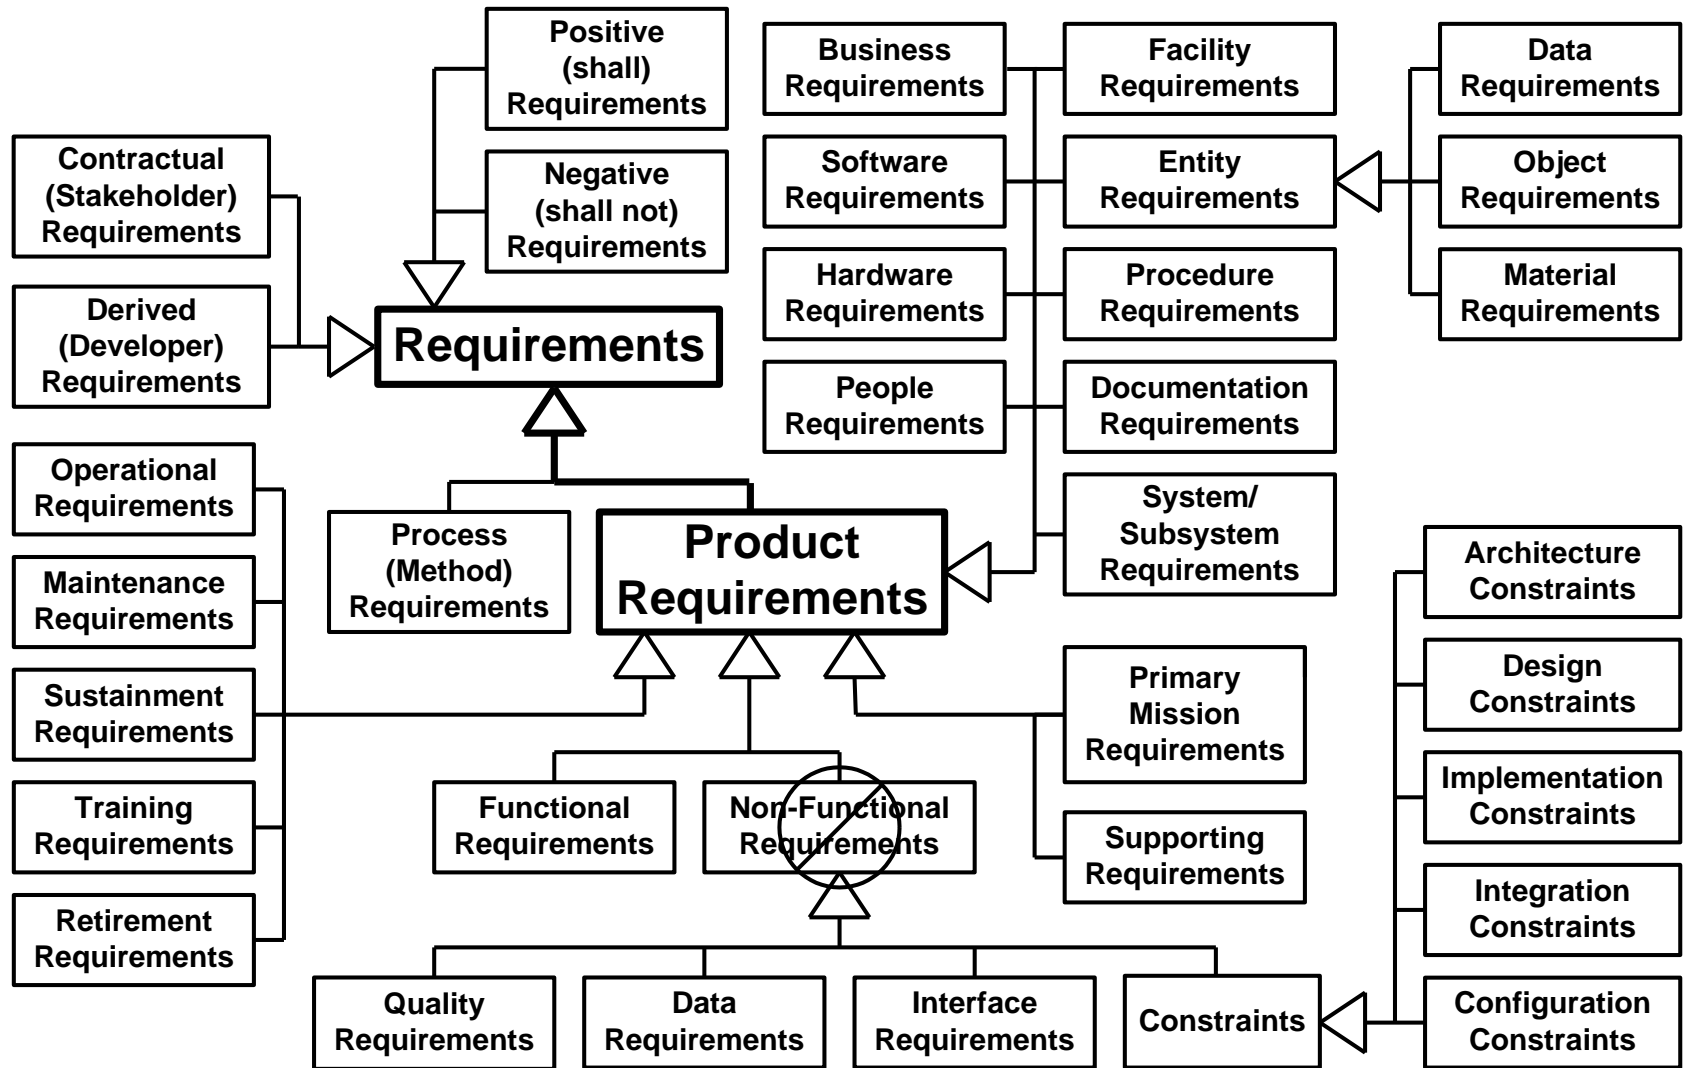 Positive
(shall)
Requirements
Business
Requirements
Facility
Requirements
Data
Requirements
Contractual
(Stakeholder)
Requirements
Negative
(shall not)
Requirements
Software
Requirements
Entity
Requirements
Object
Requirements
Hardware
Requirements
Procedure
Requirements
Material
Requirements
Derived
(Developer)
Requirements
Requirements
People
Requirements
Documentation
Requirements
Operational
Requirements
Process
(Method)
Requirements
Product
Requirements
System/
Subsystem
Requirements
Architecture
Constraints
Maintenance
Requirements
Sustainment
Requirements
Primary
Mission
Requirements
Design
Constraints
Training
Requirements
Functional
Requirements
Non-Functional
Requirements
Supporting
Requirements
Implementation
Constraints
Retirement
Requirements
Integration
Constraints
Quality
Requirements
Data
Requirements
Interface
Requirements
Constraints
Configuration
Constraints